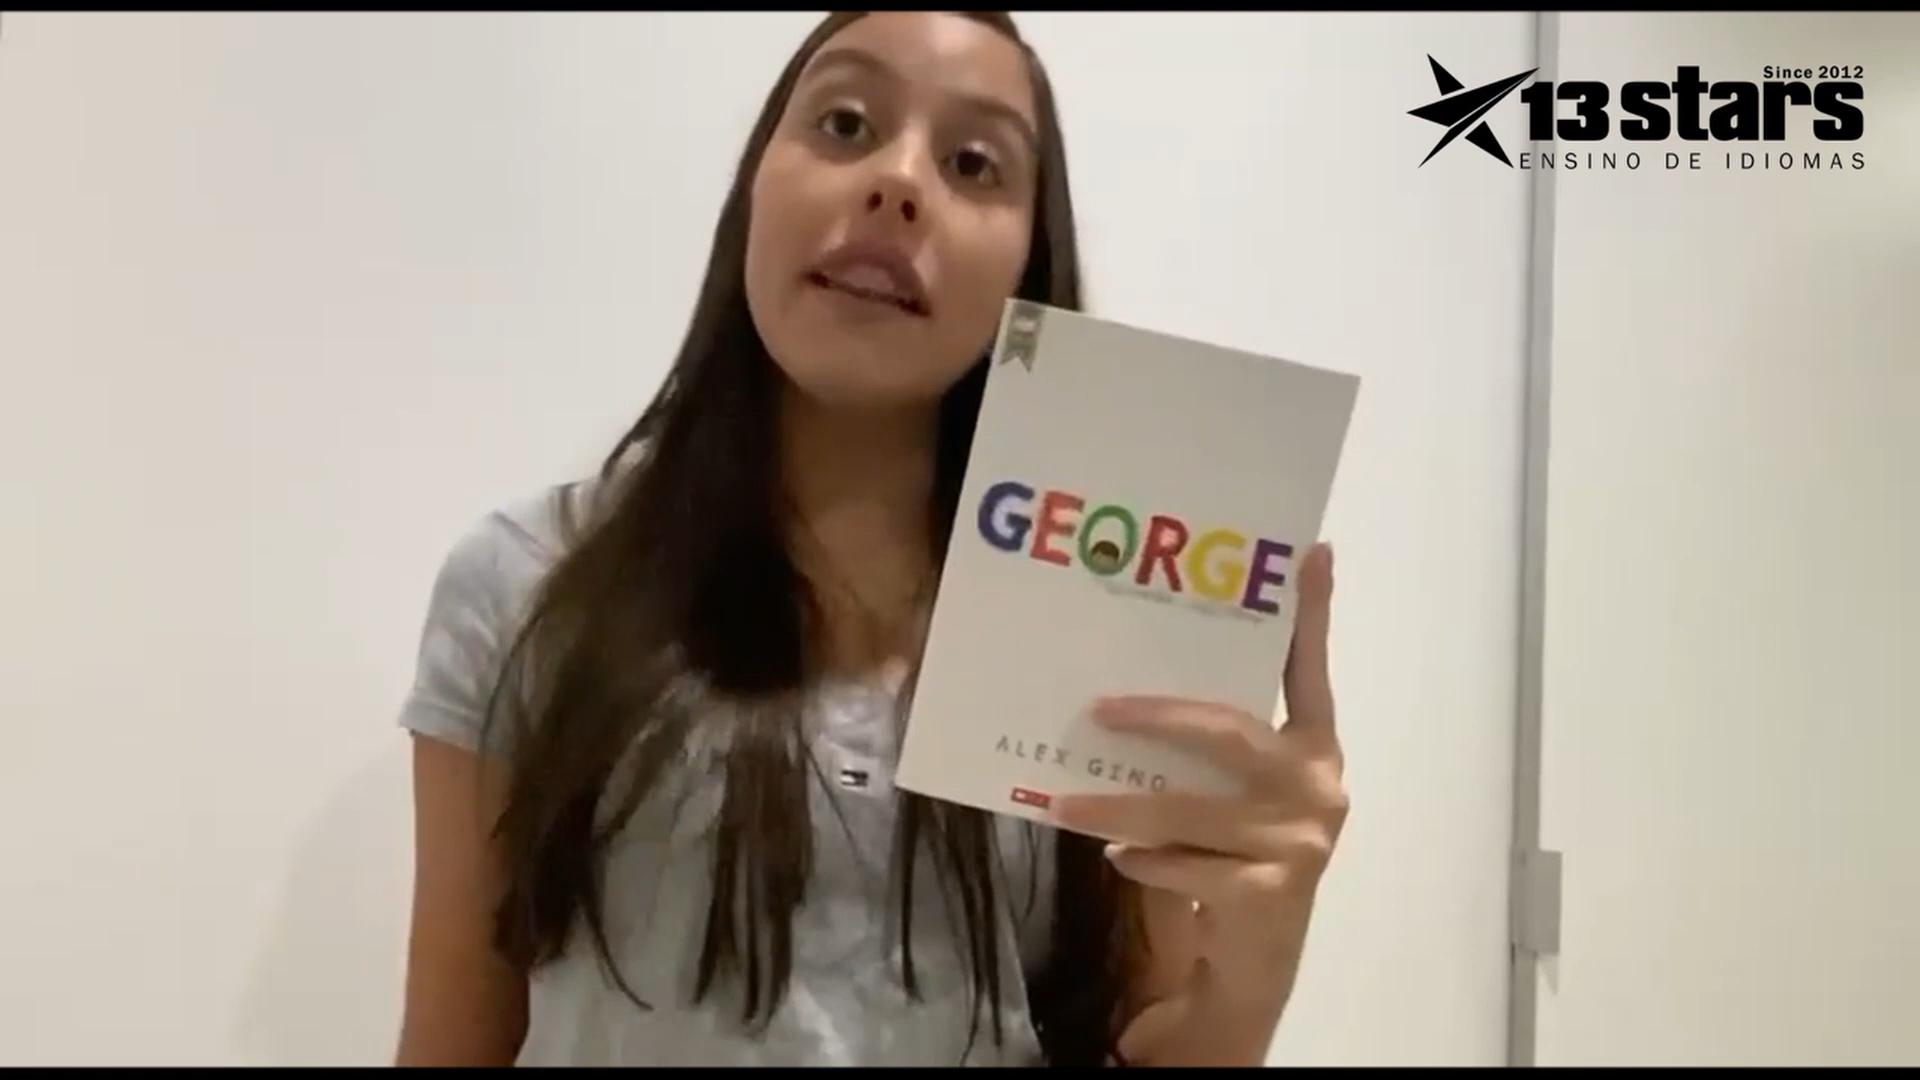 Since 2012
13 stars
ENSINO DE IDIOMAS
GEORGE
ALEX GINO